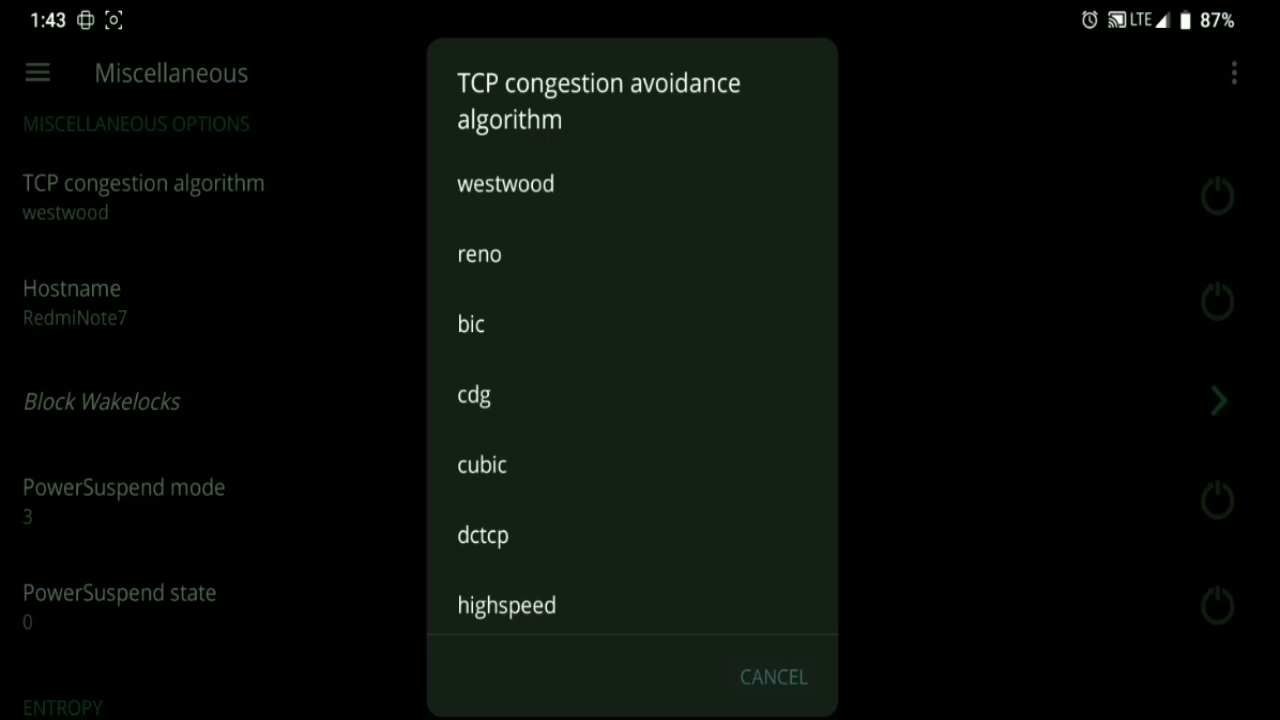 1:43
LTE 87%
Miscellaneous
MISCELLANEOUS OPTIONS
TCP congestion algorithm
westwood
Hostname
RedmiNote7
Block Wakelocks
PowerSuspend mode
3
PowerSuspend state
0
ENTROPY
TCP congestion avoidance
algorithm
westwood
reno
bic
cdg
cubic
dctcp
highspeed
CANCEL